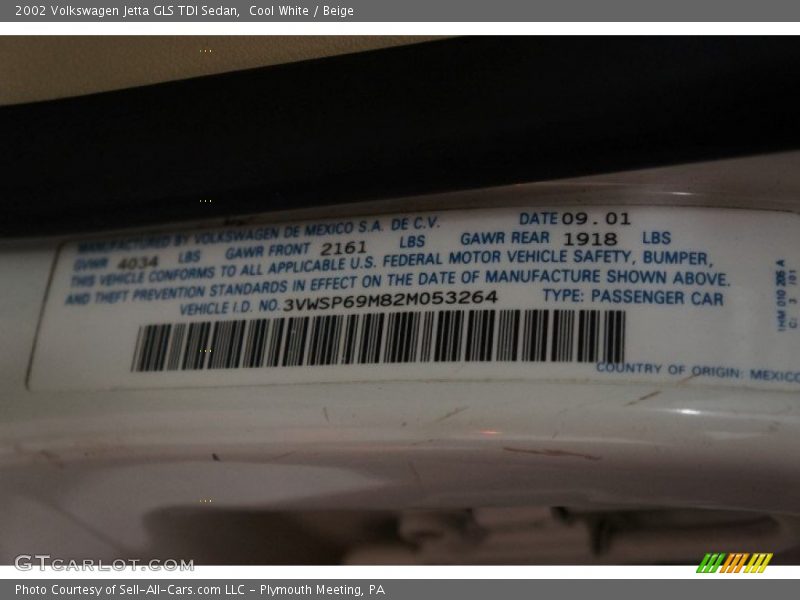 2002 Volkswagen Jetta GLS TDI Sedan,  Cool White / Beige
MANUFACTURED BY VOLKSWAGEN DE MEXICO S.A. DE C.V. DATE 09.01
GVWR 4034 LBS GAWR FRONT 2161 LBS GAWR REAR 1918 LBS
THIS VEHICLE CONFORMS TO ALL APPLICABLE U.S. FEDERAL MOTOR VEHICLE SAFETY, BUMPER,
AND THEFT PREVENTION STANDARDS IN EFFECT ON THE DATE OF MANUFACTURE SHOWN ABOVE.
VEHICLE I.D. NO. 3VWSP69M82M053264 TYPE: PASSENGER CAR
COUNTRY OF ORIGIN: MEXICO
C: 3 /01
GTCARLOT.COM
Photo Courtesy of Sell-All-Cars.com LLC - Plymouth Meeting, PA